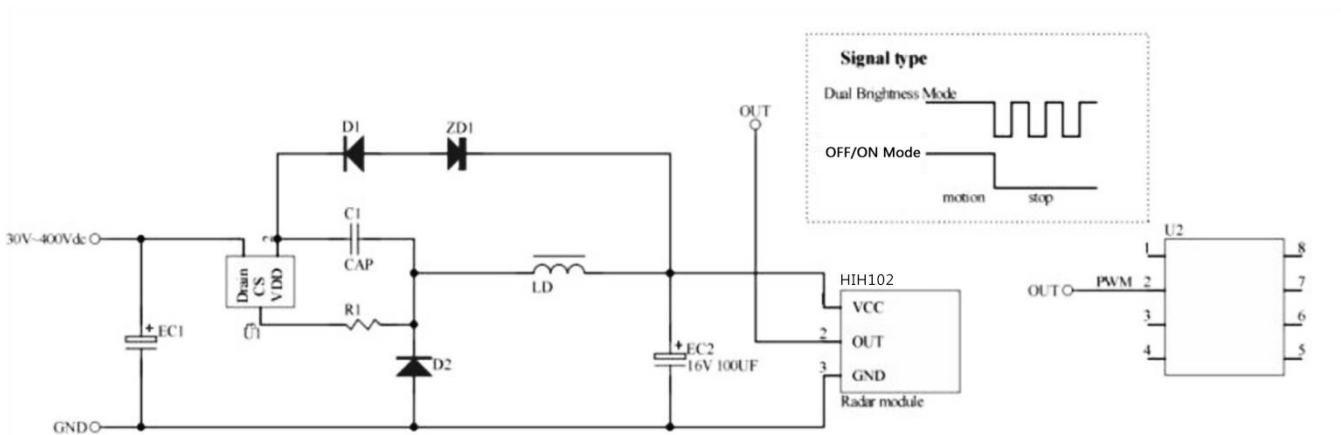 Signal type
Dual Brightness Mode
OFF/ON Mode
motion stop
OUT
D1
ZD1
C1
CAP
30V~400Vdc
2
Drain
CS
VDD
U1
R1
EC1
D2
LD
EC2
16V 100UF
HIH102
VCC
2 OUT
3 GND
Radar module
GND
U2
1
8
OUT PWM 2
7
3
6
4
5